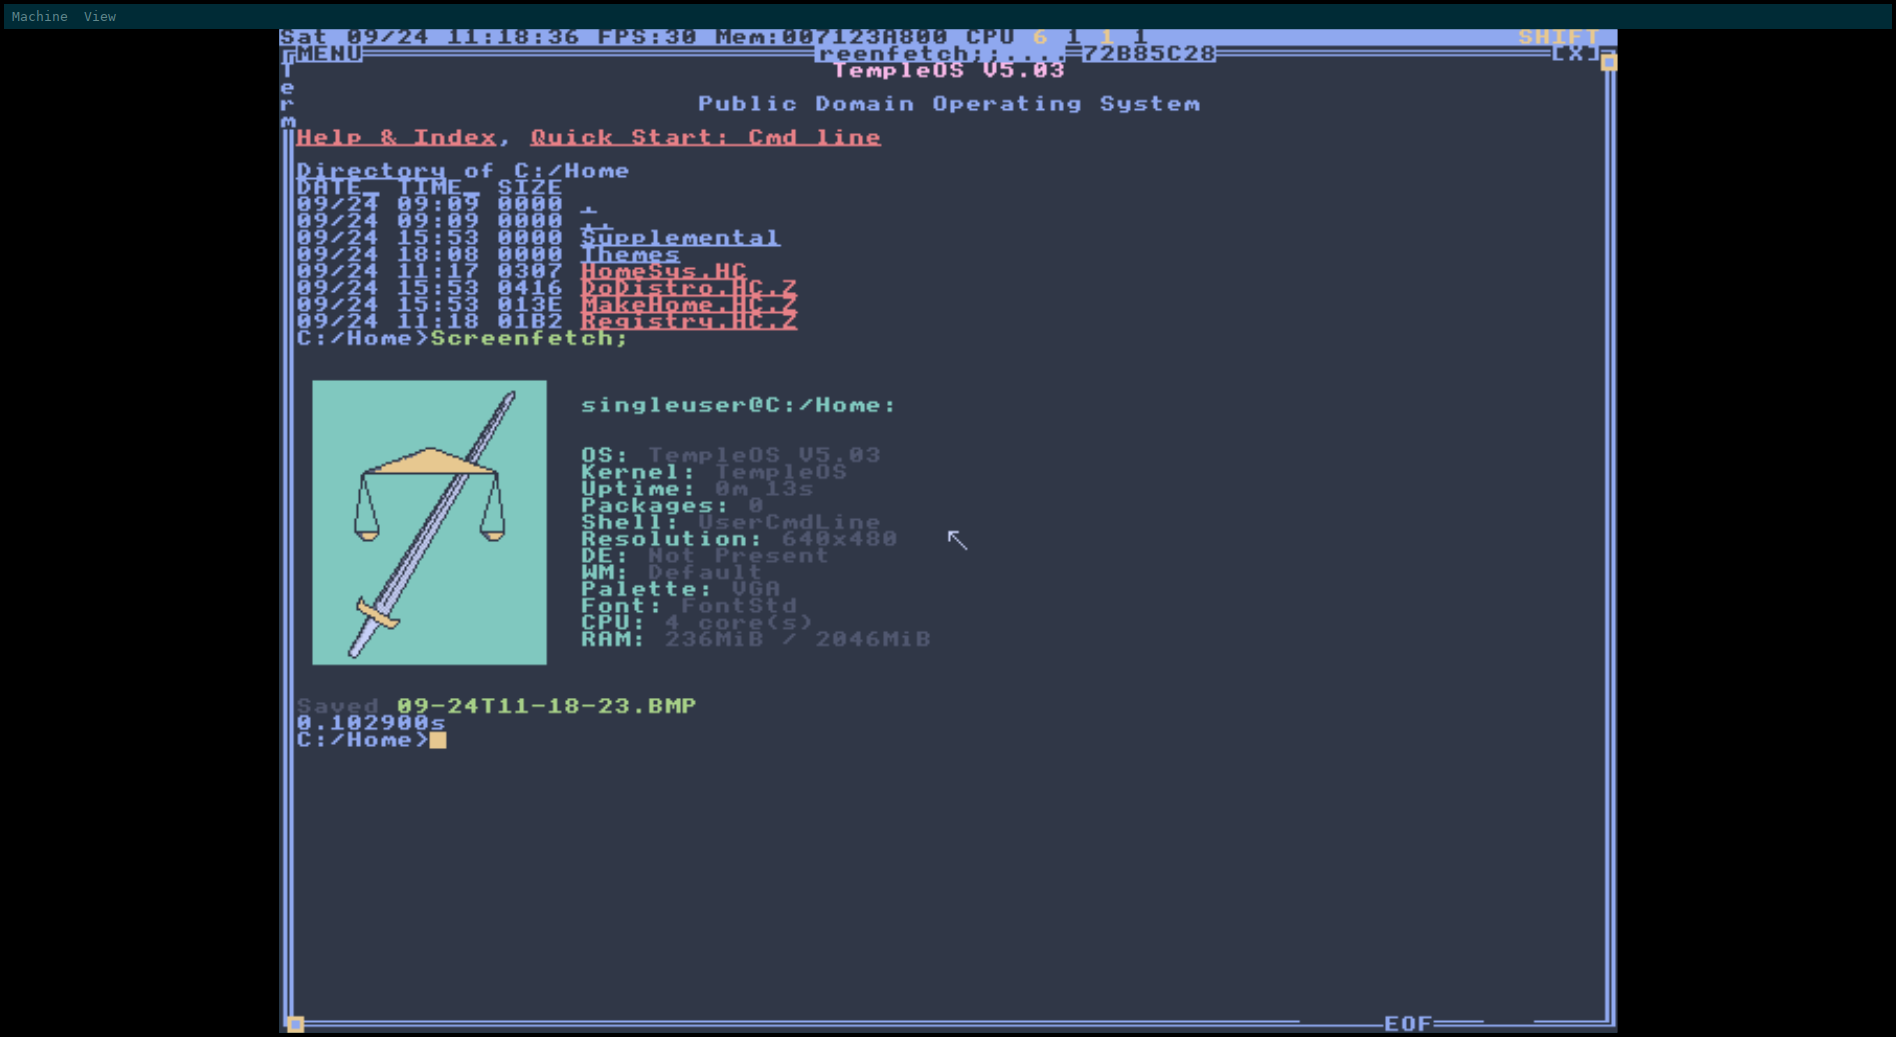 Machine View
Sat 09/24 11:18:36 FPS:30 Mem:007123A800 CPU 6 1 1 1 SHIFT
MENU reenfetch;;.... 72B85C28 [X]
Term
TempleOS V5.03
Public Domain Operating System
Help & Index, Quick Start: Cmd line
Directory of C:/Home
DATE_ TIME_ SIZE
09/24 09:09 0000 .
09/24 09:09 0000 ..
09/24 15:53 0000 Supplemental
09/24 18:08 0000 Themes
09/24 11:17 0307 HomeSys.HC
09/24 15:53 0416 DoDistro.HC.Z
09/24 15:53 013E MakeHome.HC.Z
09/24 11:18 01B2 Registry.HC.Z
C:/Home>Screenfetch;
singleuser@C:/Home:
OS: TempleOS V5.03
Kernel: TempleOS
Uptime: 0m 13s
Packages: 0
Shell: UserCmdLine
Resolution: 640x480
DE: Not Present
WM: Default
Palette: VGA
Font: FontStd
CPU: 4 core(s)
RAM: 236MiB / 2046MiB
Saved 09-24T11-18-23.BMP
0.102900s
C:/Home>
EOF